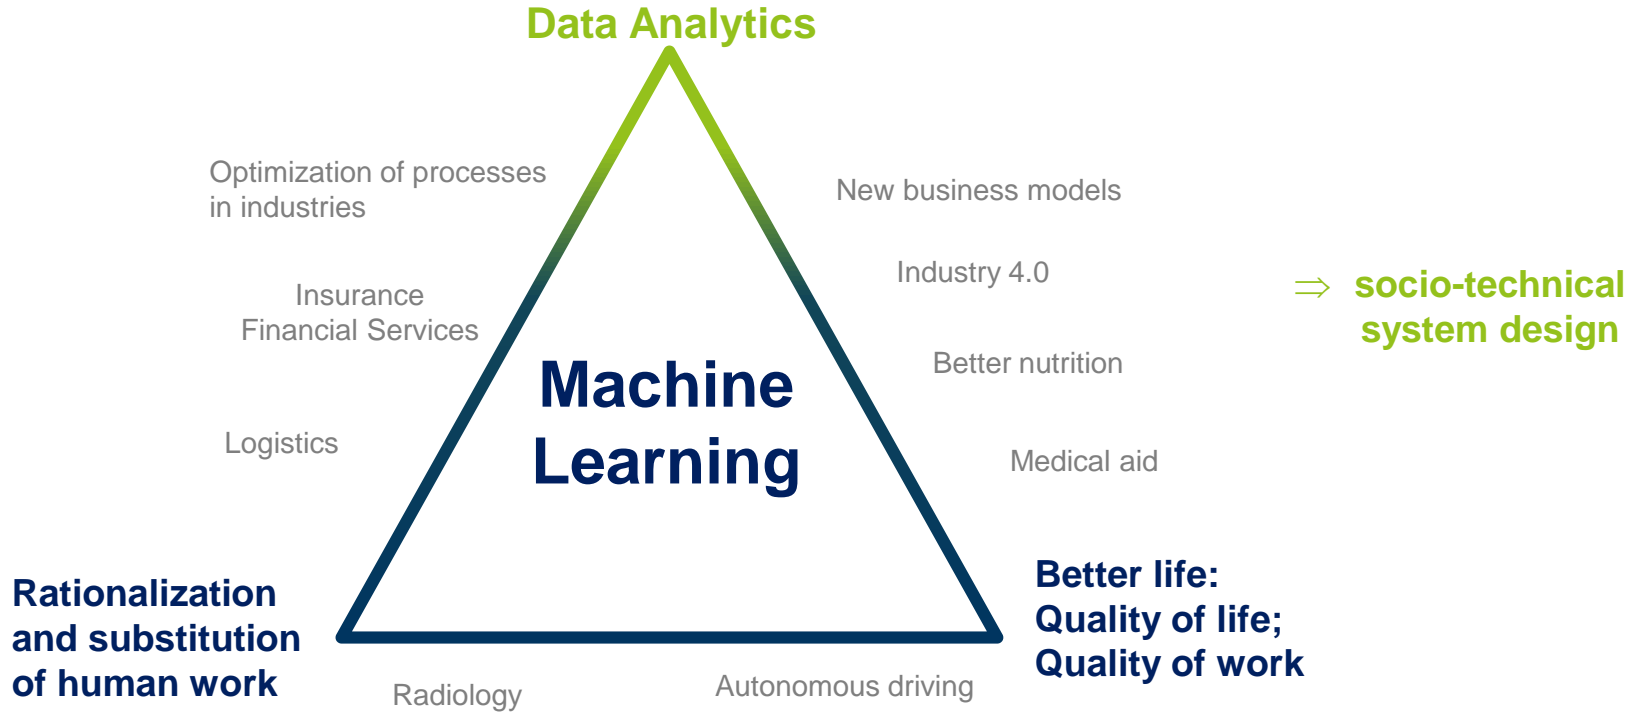 Data Analytics
Optimization of processes
in industries
New business models
Industry 4.0
Insurance
Financial Services
⇒ socio-technical
system design
Better nutrition
Machine
Learning
Logistics
Medical aid
Rationalization
and substitution
of human work
Better life:
Quality of life;
Quality of work
Radiology
Autonomous driving